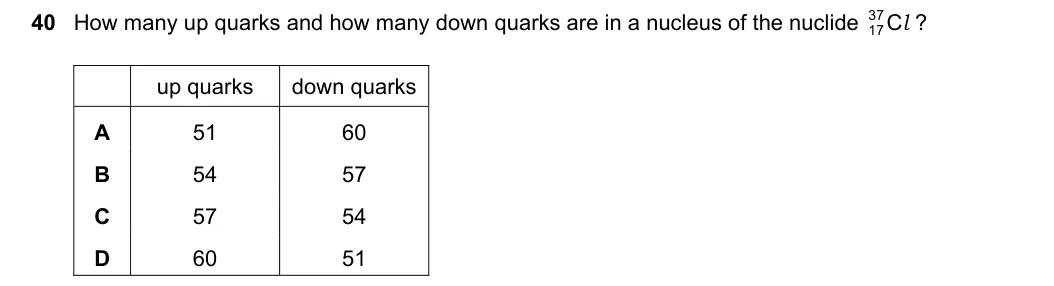 40 How many up quarks and how many down quarks are in a nucleus of the nuclide ³⁷₁₇Cl ?
up quarks down quarks
A 51 60
B 54 57
C 57 54
D 60 51